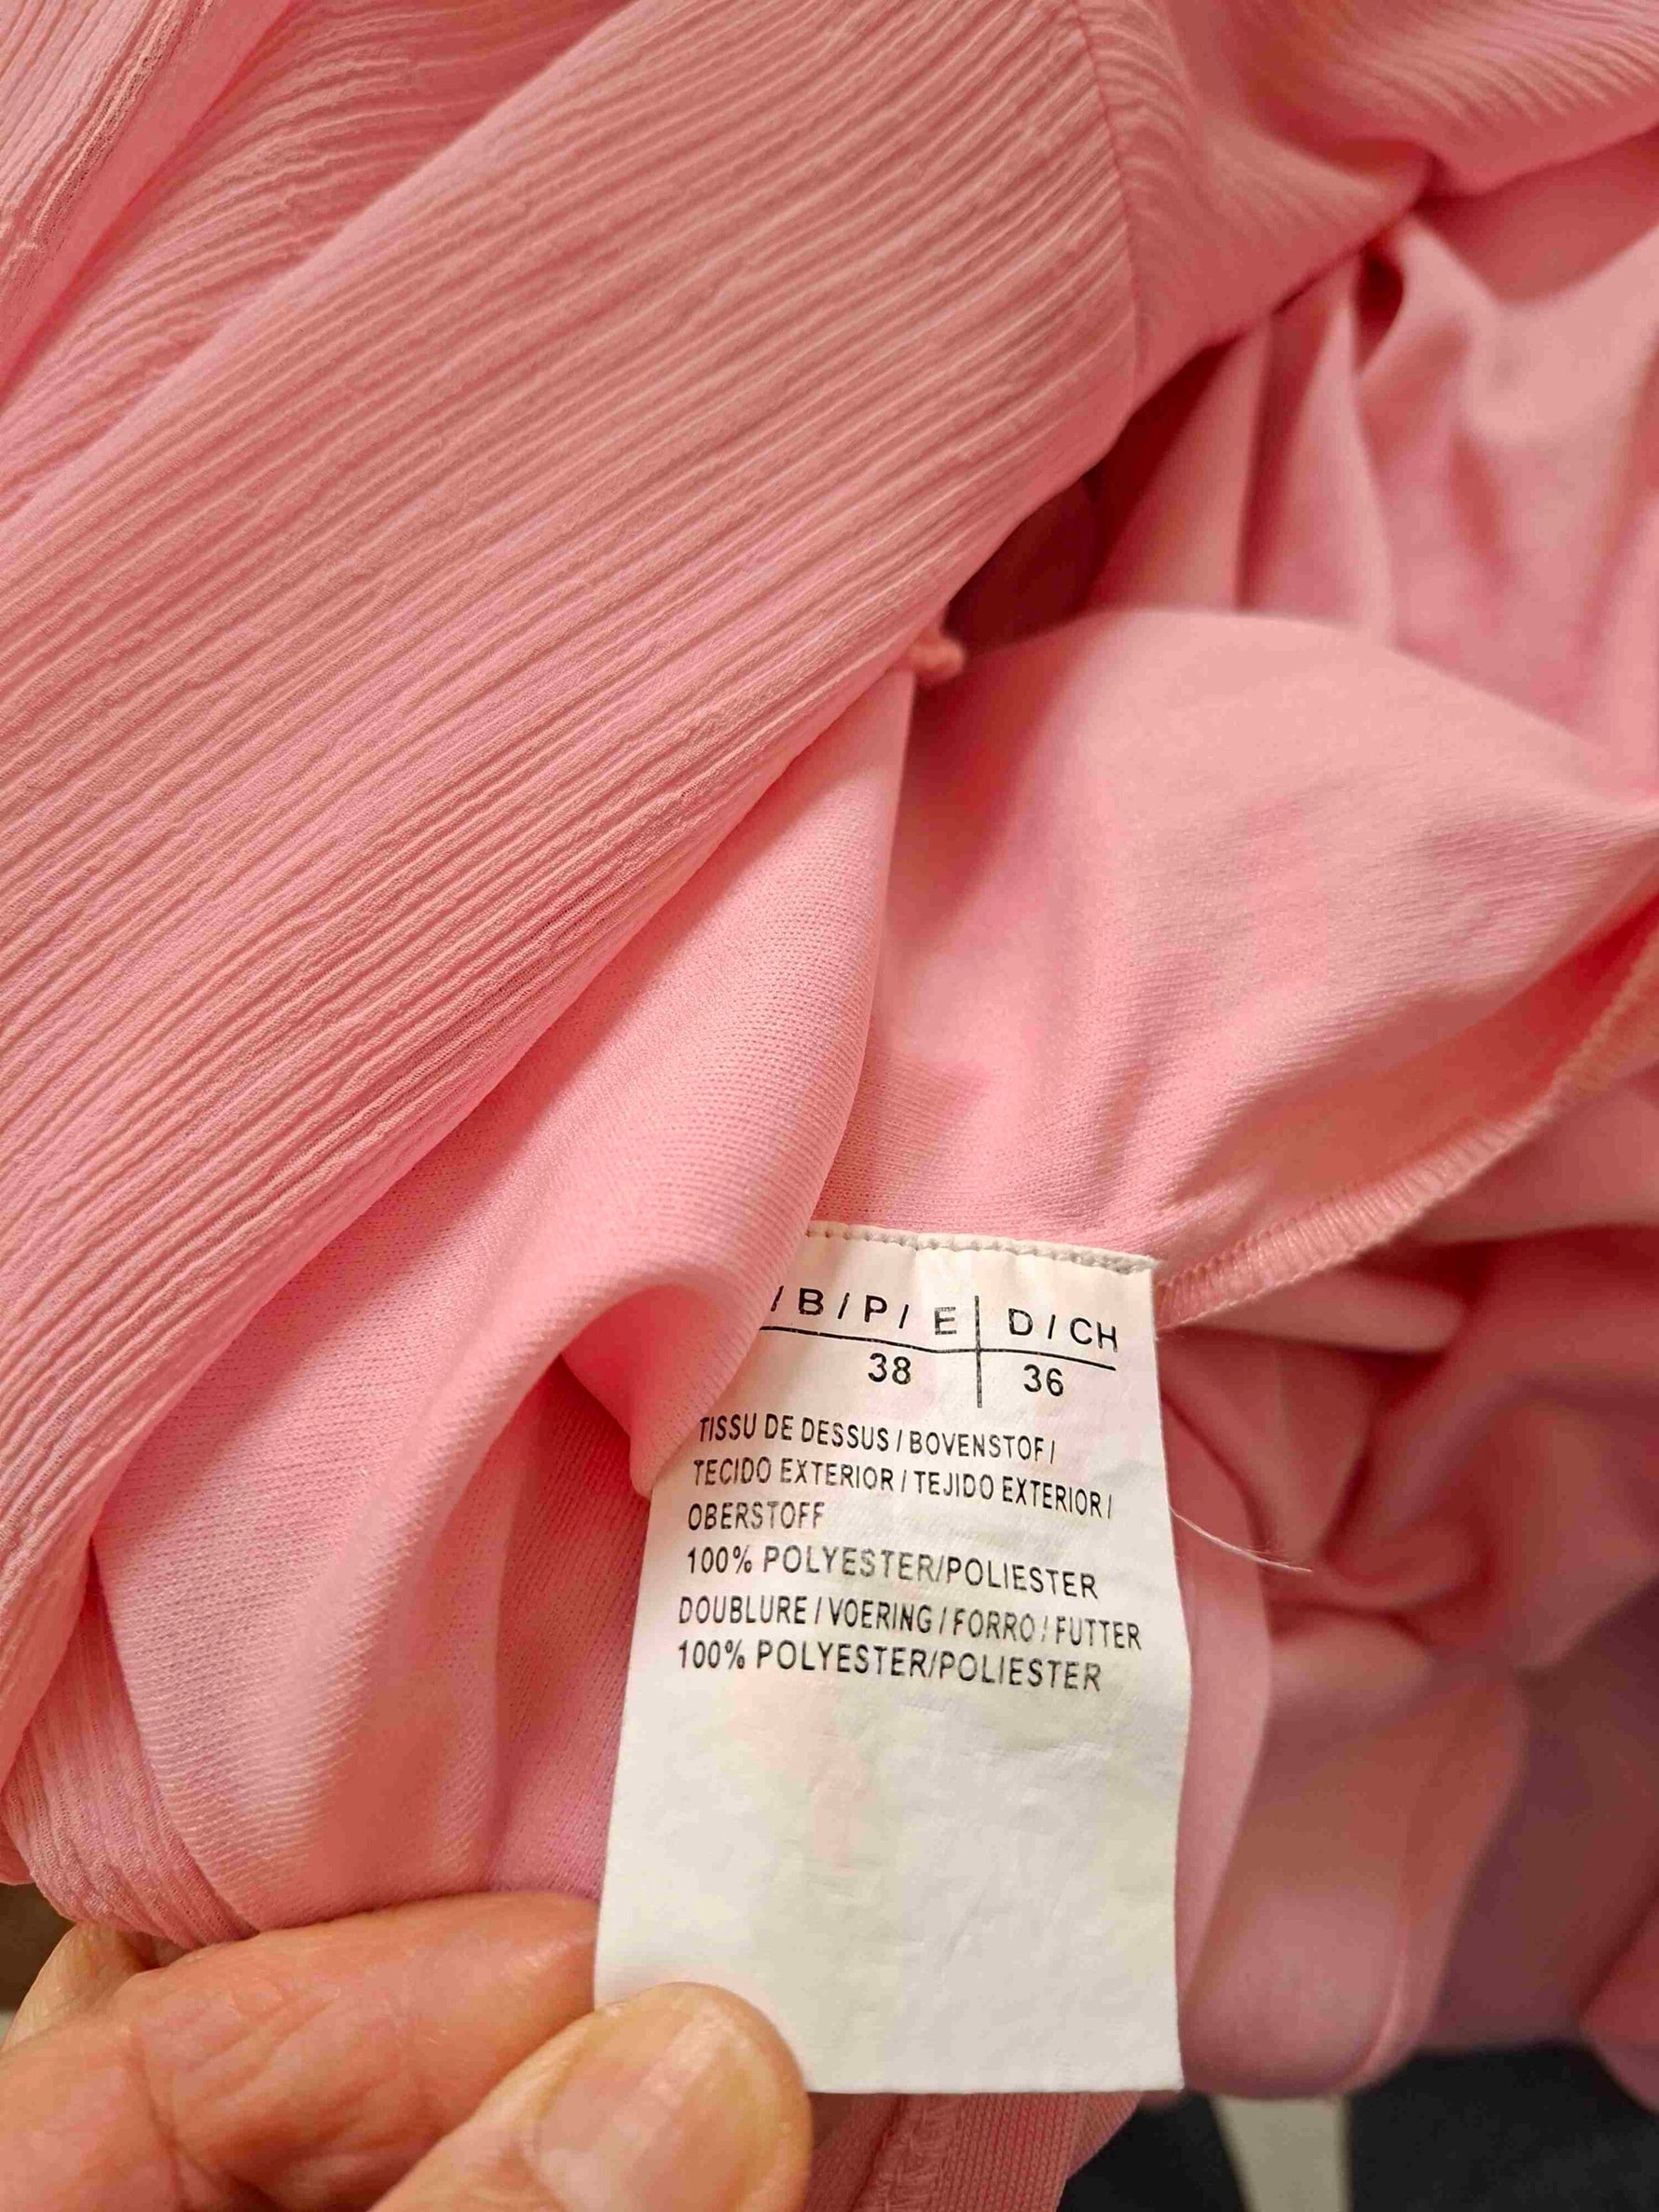 / B / P / E | D / CH
38 | 36
TISSU DE DESSUS / BOVENSTOF /
TECIDO EXTERIOR / TEJIDO EXTERIOR /
OBERSTOFF
100% POLYESTER/POLIESTER
DOUBLURE / VOERING / FORRO / FUTTER
100% POLYESTER/POLIESTER